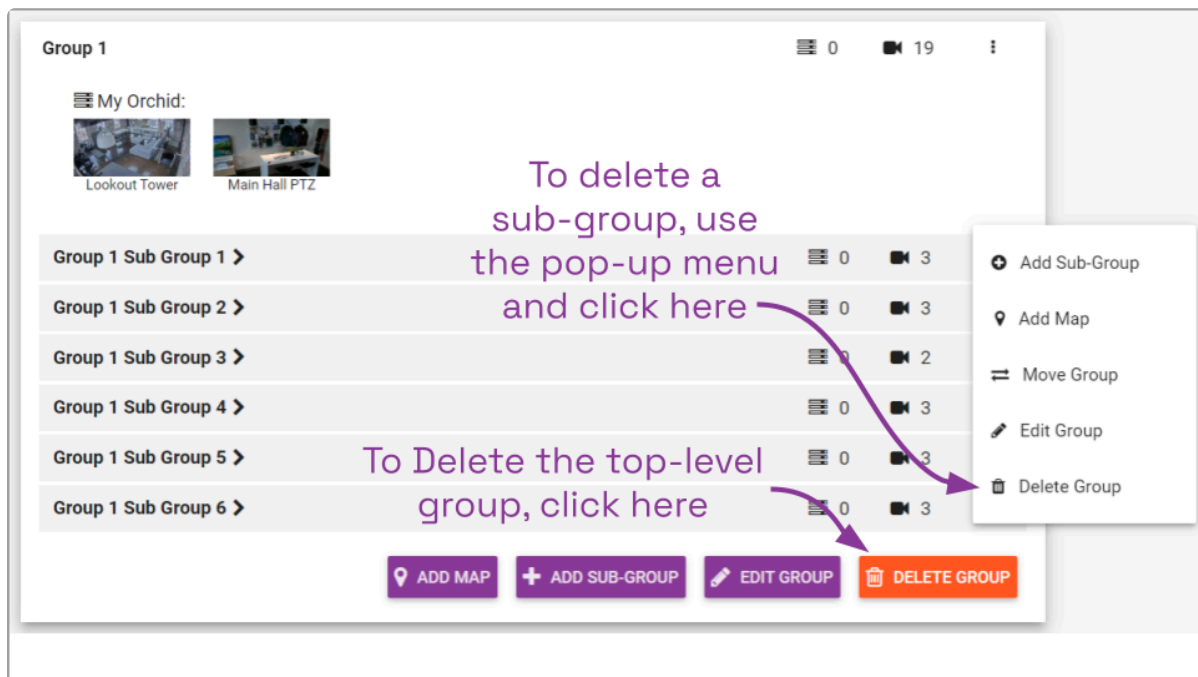 Group 1 0 19
My Orchid:
Lookout Tower Main Hall PTZ
To delete a
sub-group, use
the pop-up menu
and click here
Group 1 Sub Group 1 0 3
Group 1 Sub Group 2 0 3
Group 1 Sub Group 3 0 2
Group 1 Sub Group 4 0 3
Group 1 Sub Group 5 0 3
Group 1 Sub Group 6 0 3
Add Sub-Group
Add Map
Move Group
Edit Group
Delete Group
To Delete the top-level
group, click here
ADD MAP ADD SUB-GROUP EDIT GROUP DELETE GROUP